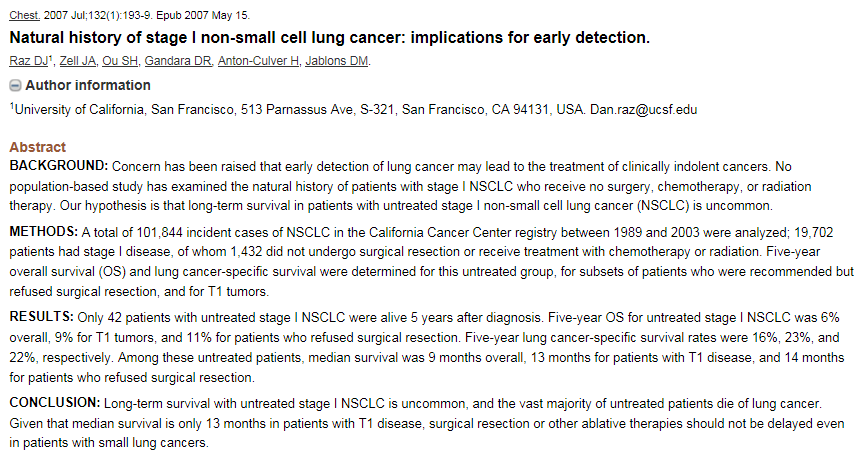 Chest. 2007 Jul;132(1):193-9. Epub 2007 May 15.
Natural history of stage I non-small cell lung cancer: implications for early detection.
Raz DJ1, Zell JA, Ou SH, Gandara DR, Anton-Culver H, Jablons DM.
Author information
1University of California, San Francisco, 513 Parnassus Ave, S-321, San Francisco, CA 94131, USA. Dan.raz@ucsf.edu
Abstract
BACKGROUND: Concern has been raised that early detection of lung cancer may lead to the treatment of clinically indolent cancers. No
population-based study has examined the natural history of patients with stage I NSCLC who receive no surgery, chemotherapy, or radiation
therapy. Our hypothesis is that long-term survival in patients with untreated stage I non-small cell lung cancer (NSCLC) is uncommon.
METHODS: A total of 101,844 incident cases of NSCLC in the California Cancer Center registry between 1989 and 2003 were analyzed; 19,702
patients had stage I disease, of whom 1,432 did not undergo surgical resection or receive treatment with chemotherapy or radiation. Five-year
overall survival (OS) and lung cancer-specific survival were determined for this untreated group, for subsets of patients who were recommended but
refused surgical resection, and for T1 tumors.
RESULTS: Only 42 patients with untreated stage I NSCLC were alive 5 years after diagnosis. Five-year OS for untreated stage I NSCLC was 6%
overall, 9% for T1 tumors, and 11% for patients who refused surgical resection. Five-year lung cancer-specific survival rates were 16%, 23%, and
22%, respectively. Among these untreated patients, median survival was 9 months overall, 13 months for patients with T1 disease, and 14 months
for patients who refused surgical resection.
CONCLUSION: Long-term survival with untreated stage I NSCLC is uncommon, and the vast majority of untreated patients die of lung cancer.
Given that median survival is only 13 months in patients with T1 disease, surgical resection or other ablative therapies should not be delayed even
in patients with small lung cancers.